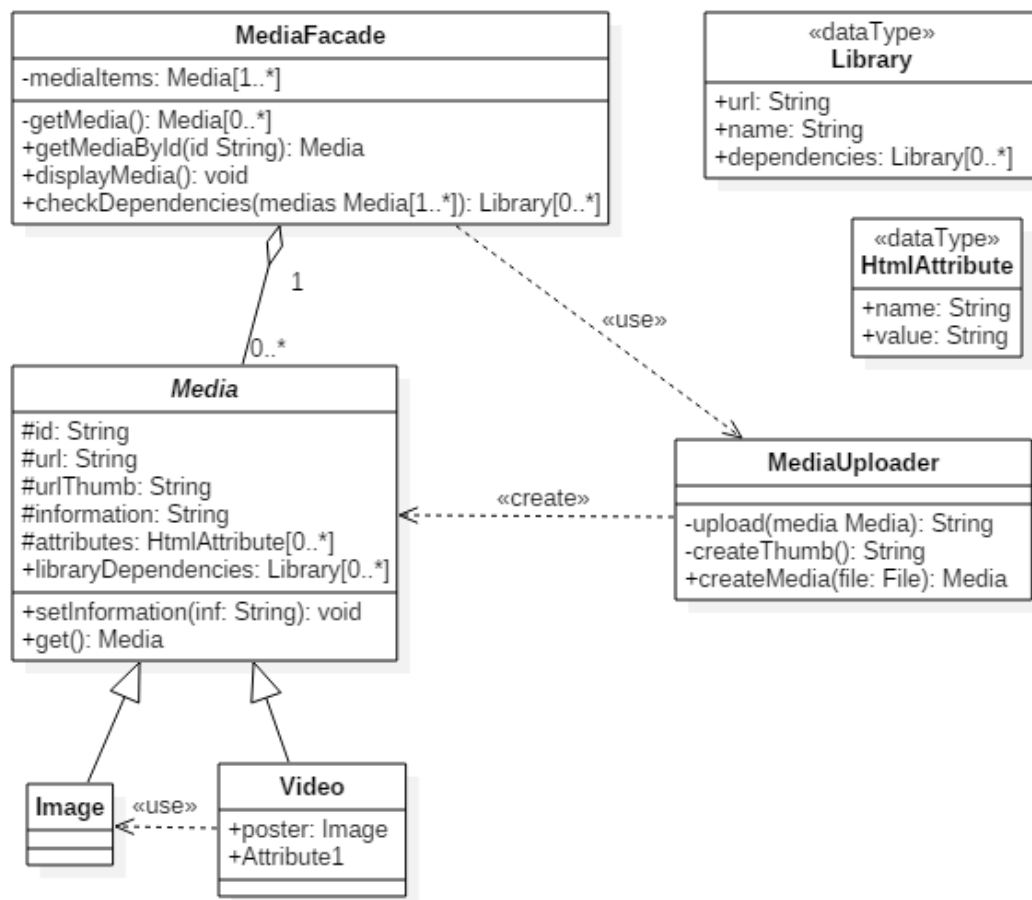 MediaFacade
-mediaItems: Media[1..*]
-getMedia(): Media[0..*]
+getMediaById(id String): Media
+displayMedia(): void
+checkDependencies(medias Media[1..*]): Library[0..*]
«dataType»
Library
+url: String
+name: String
+dependencies: Library[0..*]
«dataType»
HtmlAttribute
+name: String
+value: String
1
0..*
«use»
Media
#id: String
#url: String
#urlThumb: String
#information: String
#attributes: HtmlAttribute[0..*]
+libraryDependencies: Library[0..*]
+setInformation(inf: String): void
+get(): Media
«create»
MediaUploader
-upload(media Media): String
-createThumb(): String
+createMedia(file: File): Media
Image
«use»
Video
+poster: Image
+Attribute1